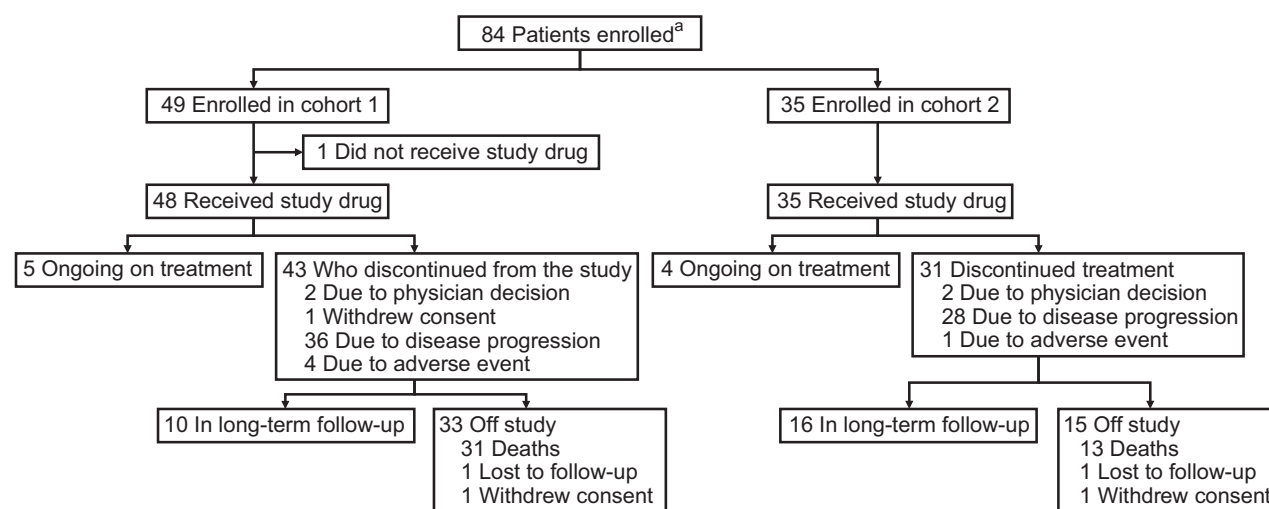 84 Patients enrolledᵃ
49 Enrolled in cohort 1
35 Enrolled in cohort 2
1 Did not receive study drug
48 Received study drug
35 Received study drug
5 Ongoing on treatment
43 Who discontinued from the study
2 Due to physician decision
1 Withdrew consent
36 Due to disease progression
4 Due to adverse event
4 Ongoing on treatment
31 Discontinued treatment
2 Due to physician decision
28 Due to disease progression
1 Due to adverse event
10 In long-term follow-up
33 Off study
31 Deaths
1 Lost to follow-up
1 Withdrew consent
16 In long-term follow-up
15 Off study
13 Deaths
1 Lost to follow-up
1 Withdrew consent